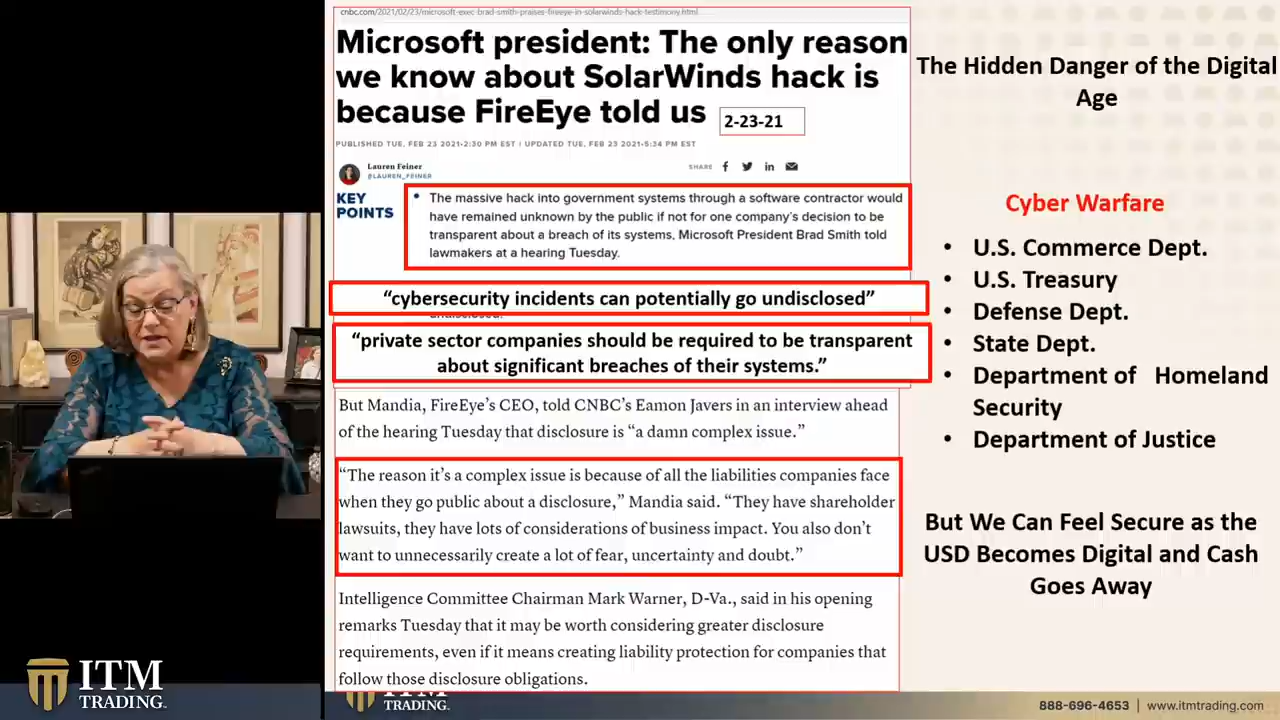 cnbc.com/2021/02/23/microsoft-exec-brad-smith-praises-fireeye-in-solarwinds-hack-testimony.html
Microsoft president: The only reason
we know about SolarWinds hack is
because FireEye told us
2-23-21
PUBLISHED TUE, FEB 23 2021•2:30 PM EST | UPDATED TUE, FEB 23 2021•5:34 PM EST
Lauren Feiner
@LAUREN_FEINER
SHARE
KEY
POINTS
• The massive hack into government systems through a software contractor would
have remained unknown by the public if not for one company's decision to be
transparent about a breach of its systems, Microsoft President Brad Smith told
lawmakers at a hearing Tuesday.
“cybersecurity incidents can potentially go undisclosed”
undisclosed.
“private sector companies should be required to be transparent
about significant breaches of their systems.”
But Mandia, FireEye’s CEO, told CNBC’s Eamon Javers in an interview ahead
of the hearing Tuesday that disclosure is “a damn complex issue.”
“The reason it’s a complex issue is because of all the liabilities companies face
when they go public about a disclosure,” Mandia said. “They have shareholder
lawsuits, they have lots of considerations of business impact. You also don’t
want to unnecessarily create a lot of fear, uncertainty and doubt.”
Intelligence Committee Chairman Mark Warner, D-Va., said in his opening
remarks Tuesday that it may be worth considering greater disclosure
requirements, even if it means creating liability protection for companies that
follow those disclosure obligations.
The Hidden Danger of the Digital
Age
Cyber Warfare
• U.S. Commerce Dept.
• U.S. Treasury
• Defense Dept.
• State Dept.
• Department of Homeland
Security
• Department of Justice
But We Can Feel Secure as the
USD Becomes Digital and Cash
Goes Away
ITM
TRADING
ITM
TRADING.
888-696-4653 | www.itmtrading.com